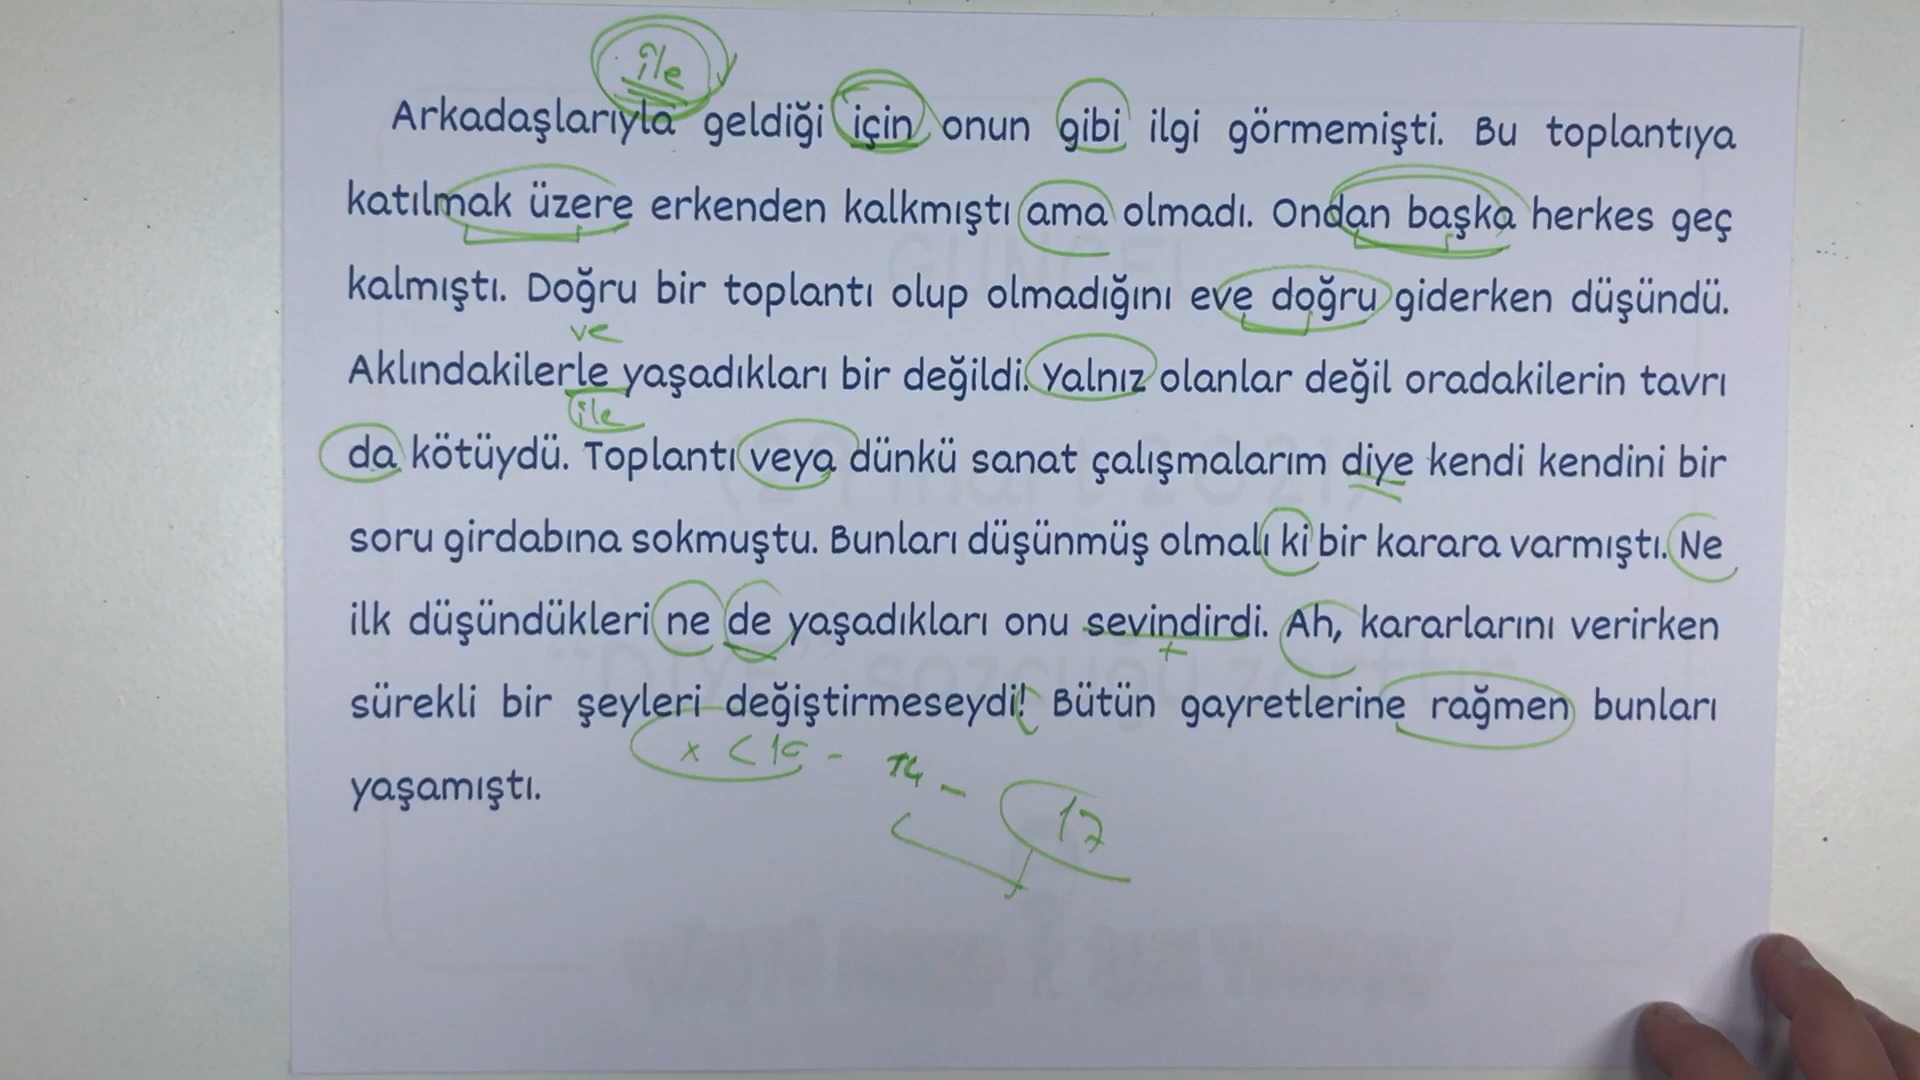 ile
Arkadaşlarıyla geldiği için onun gibi ilgi görmemişti. Bu toplantıya
katılmak üzere erkenden kalkmıştı ama olmadı. Ondan başka herkes geç
kalmıştı. Doğru bir toplantı olup olmadığını eve doğru giderken düşündü.
ve
Aklındakilerle yaşadıkları bir değildi. Yalnız olanlar değil oradakilerin tavrı
ile
da kötüydü. Toplantı veya dünkü sanat çalışmalarım diye kendi kendini bir
soru girdabına sokmuştu. Bunları düşünmüş olmalı ki bir karara varmıştı. Ne
ilk düşündükleri ne de yaşadıkları onu sevindirdi. Ah, kararlarını verirken
+
sürekli bir şeyleri değiştirmeseydi! Bütün gayretlerine rağmen bunları
yaşamıştı.
17